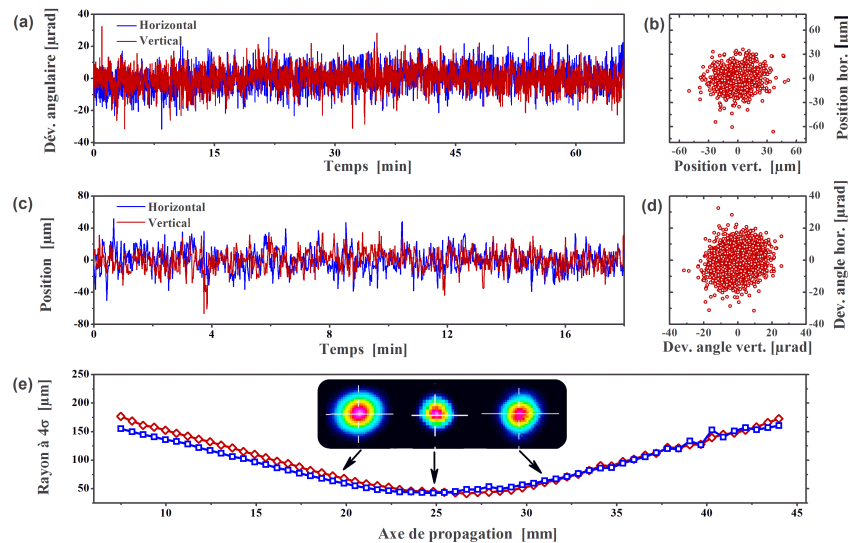 (a)
Dév. angulaire [µrad]
40
20
0
-20
-40
Horizontal
Vertical
0
15
30
45
60
Temps [min]
(b)
60
30
0
-30
-60
Position hor. [µm]
-60
-30
0
30
60
Position vert. [µm]
(c)
Position [µm]
80
40
0
-40
-80
Horizontal
Vertical
0
4
8
12
16
Temps [min]
(d)
40
20
0
-20
-40
Dev. angle hor. [µrad]
-40
-20
0
20
40
Dev. angle vert. [µrad]
(e)
Rayon à 4σ [µm]
250
200
150
100
50
10
15
20
25
30
35
40
45
Axe de propagation [mm]